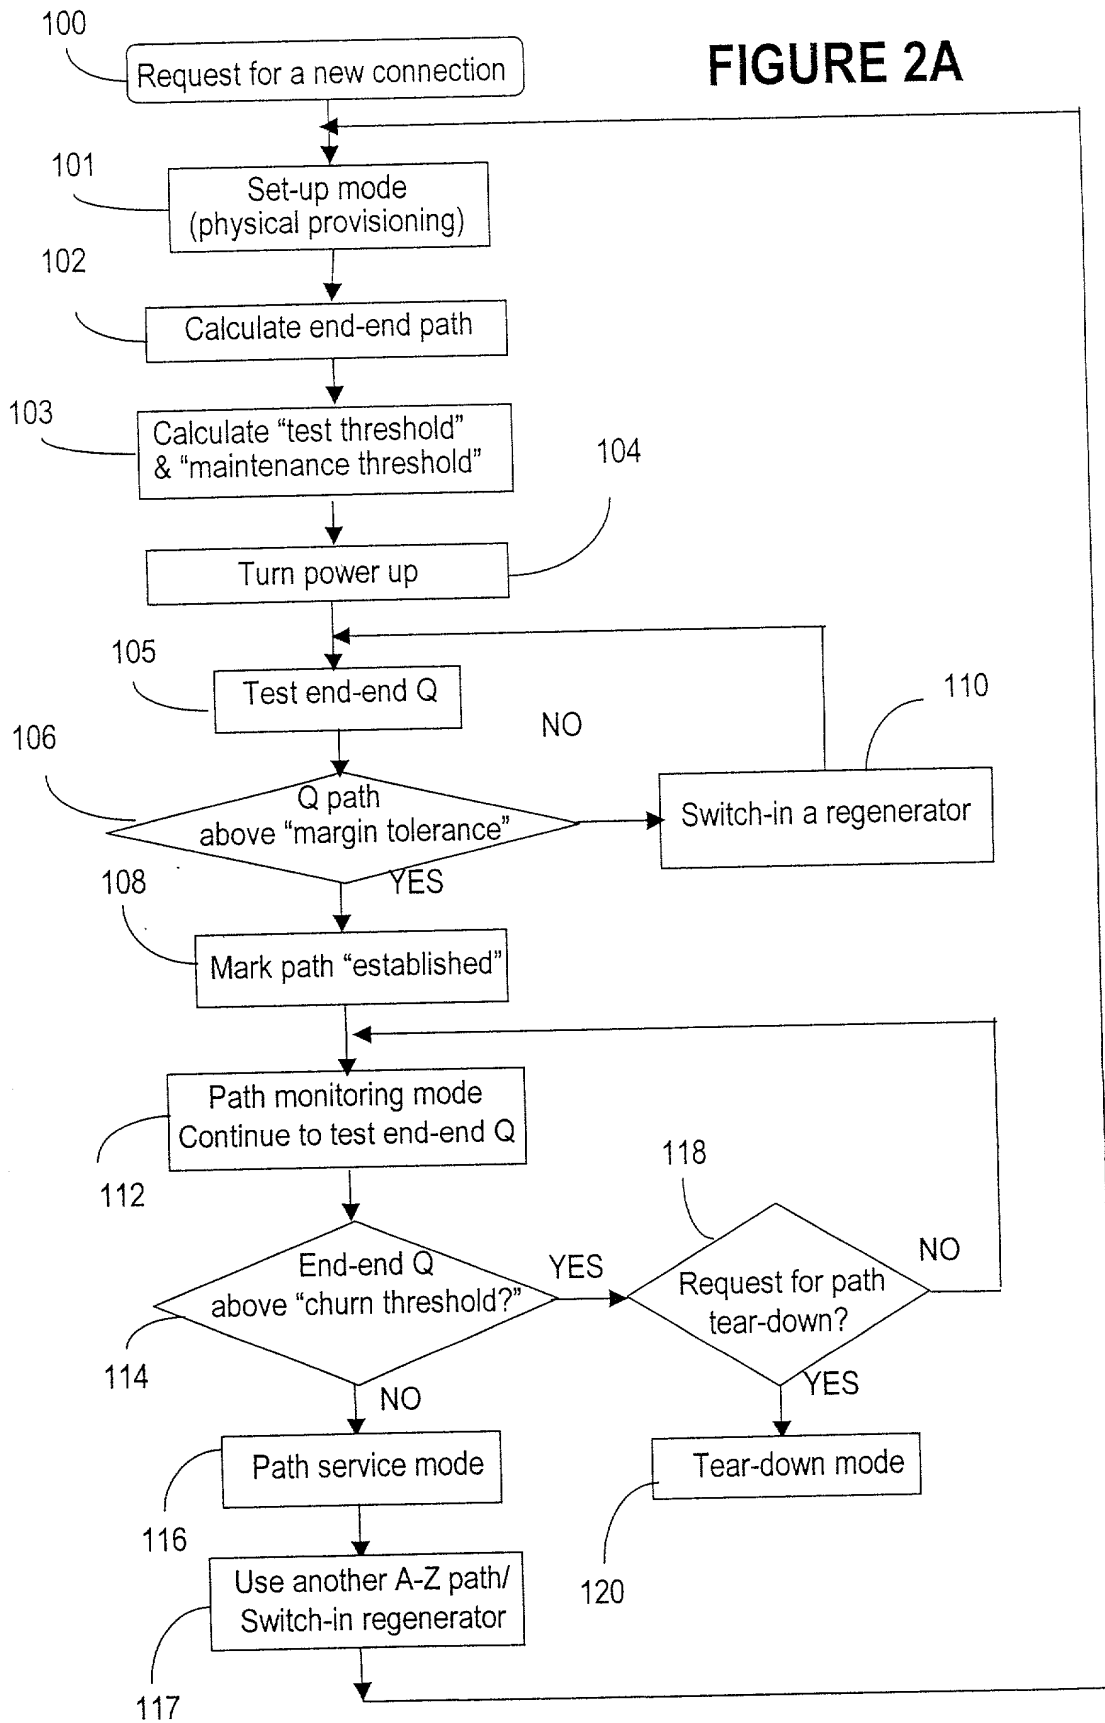 100
FIGURE 2A
Request for a new connection
101
Set-up mode
(physical provisioning)
102
Calculate end-end path
103
Calculate “test threshold”
& “maintenance threshold”
104
Turn power up
105
Test end-end Q
NO
110
106
Q path
above “margin tolerance”
Switch-in a regenerator
YES
108
Mark path “established”
Path monitoring mode
Continue to test end-end Q
112
118
End-end Q
above “churn threshold?”
YES
Request for path
tear-down?
NO
114
NO
YES
Path service mode
Tear-down mode
116
120
Use another A-Z path/
Switch-in regenerator
117